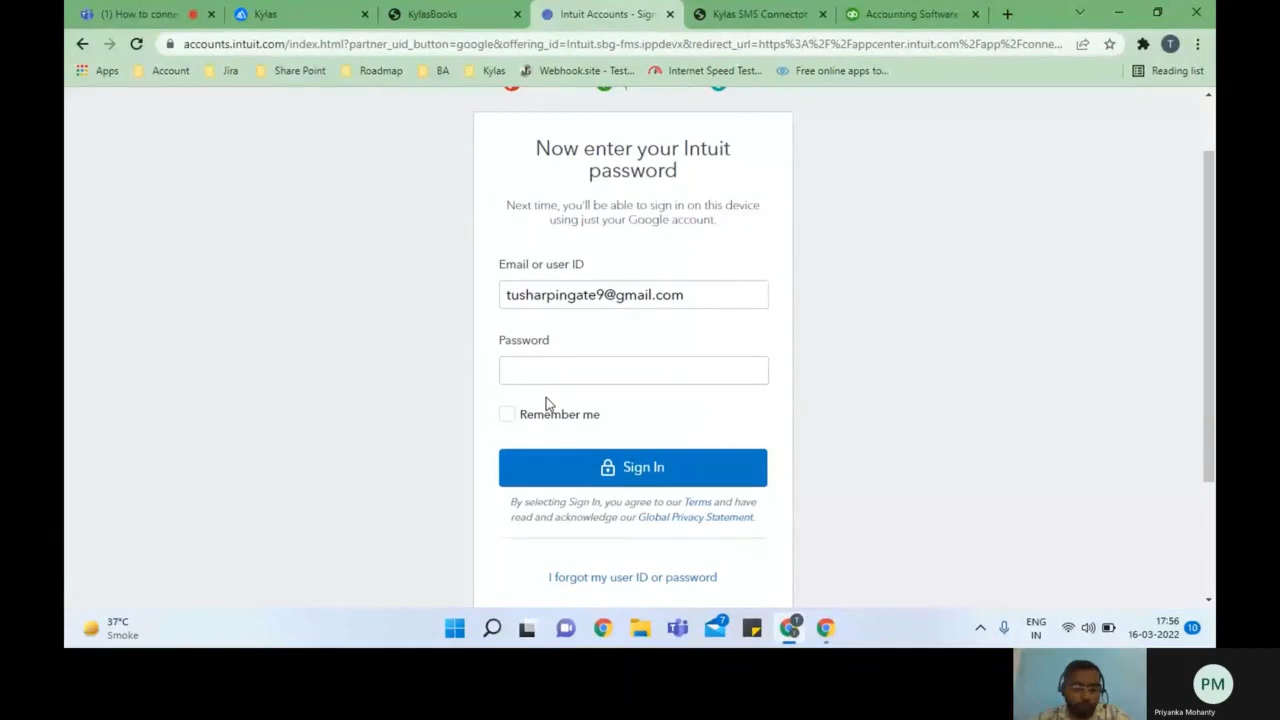 (1) How to conne
Kylas
KylasBooks
Intuit Accounts - Sign
Kylas SMS Connector
Accounting Software
accounts.intuit.com/index.html?partner_uid_button=google&offering_id=Intuit.sbg-fms.ippdevx&redirect_url=https%3A%2F%2Fappcenter.intuit.com%2Fapp%2Fconne...
T
Apps
Account
Jira
Share Point
Roadmap
BA
Kylas
Webhook.site - Test...
Internet Speed Test...
Free online apps to...
Reading list
Now enter your Intuit
password
Next time, you'll be able to sign in on this device
using just your Google account.
Email or user ID
tusharpingate9@gmail.com
Password
Remember me
Sign In
By selecting Sign In, you agree to our Terms and have
read and acknowledge our Global Privacy Statement.
I forgot my user ID or password
37°C
Smoke
7
ENG
IN
17:56
16-03-2022
10
PM
Priyanka Mohanty